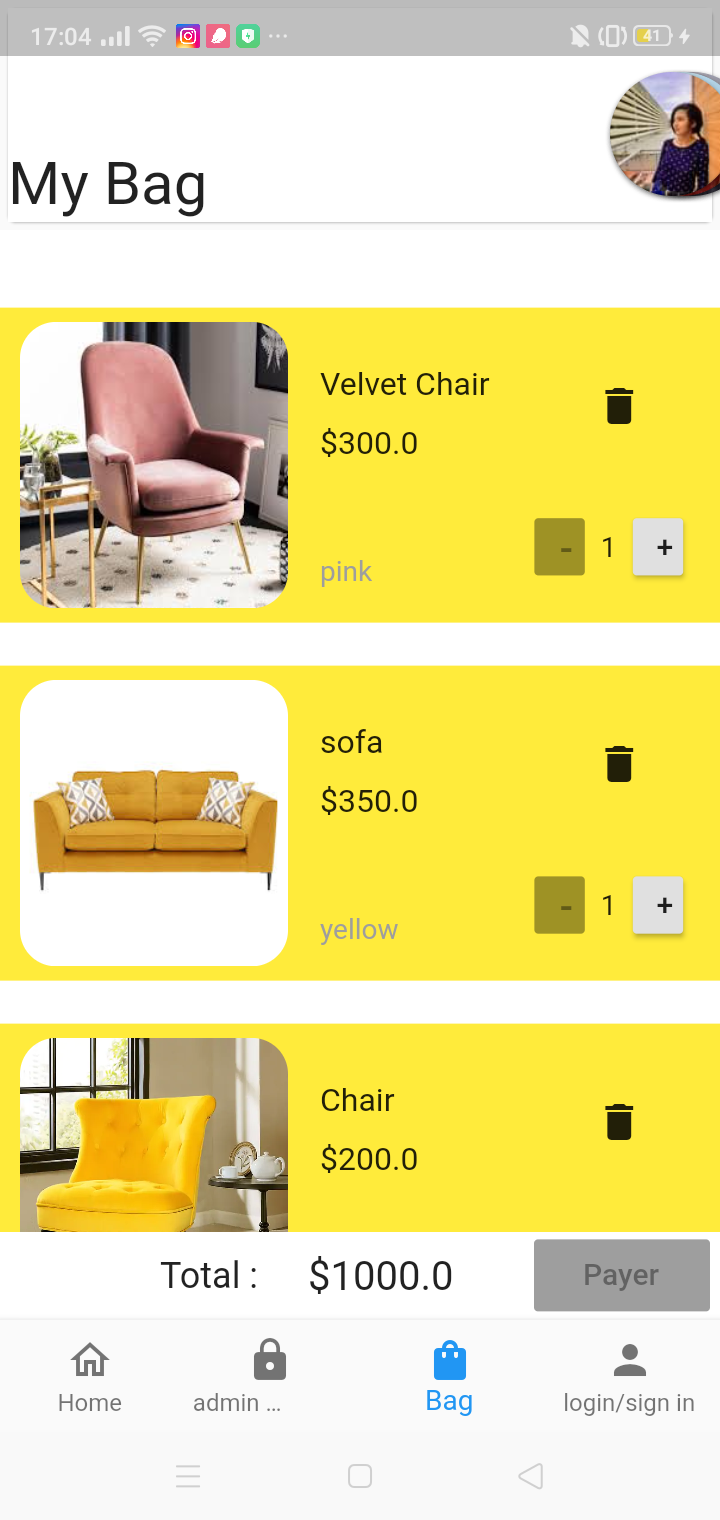 17:04
41
My Bag
Velvet Chair
$300.0
pink
- 1 +
sofa
$350.0
yellow
- 1 +
Chair
$200.0
Total : $1000.0 Payer
Home admin ... Bag login/sign in